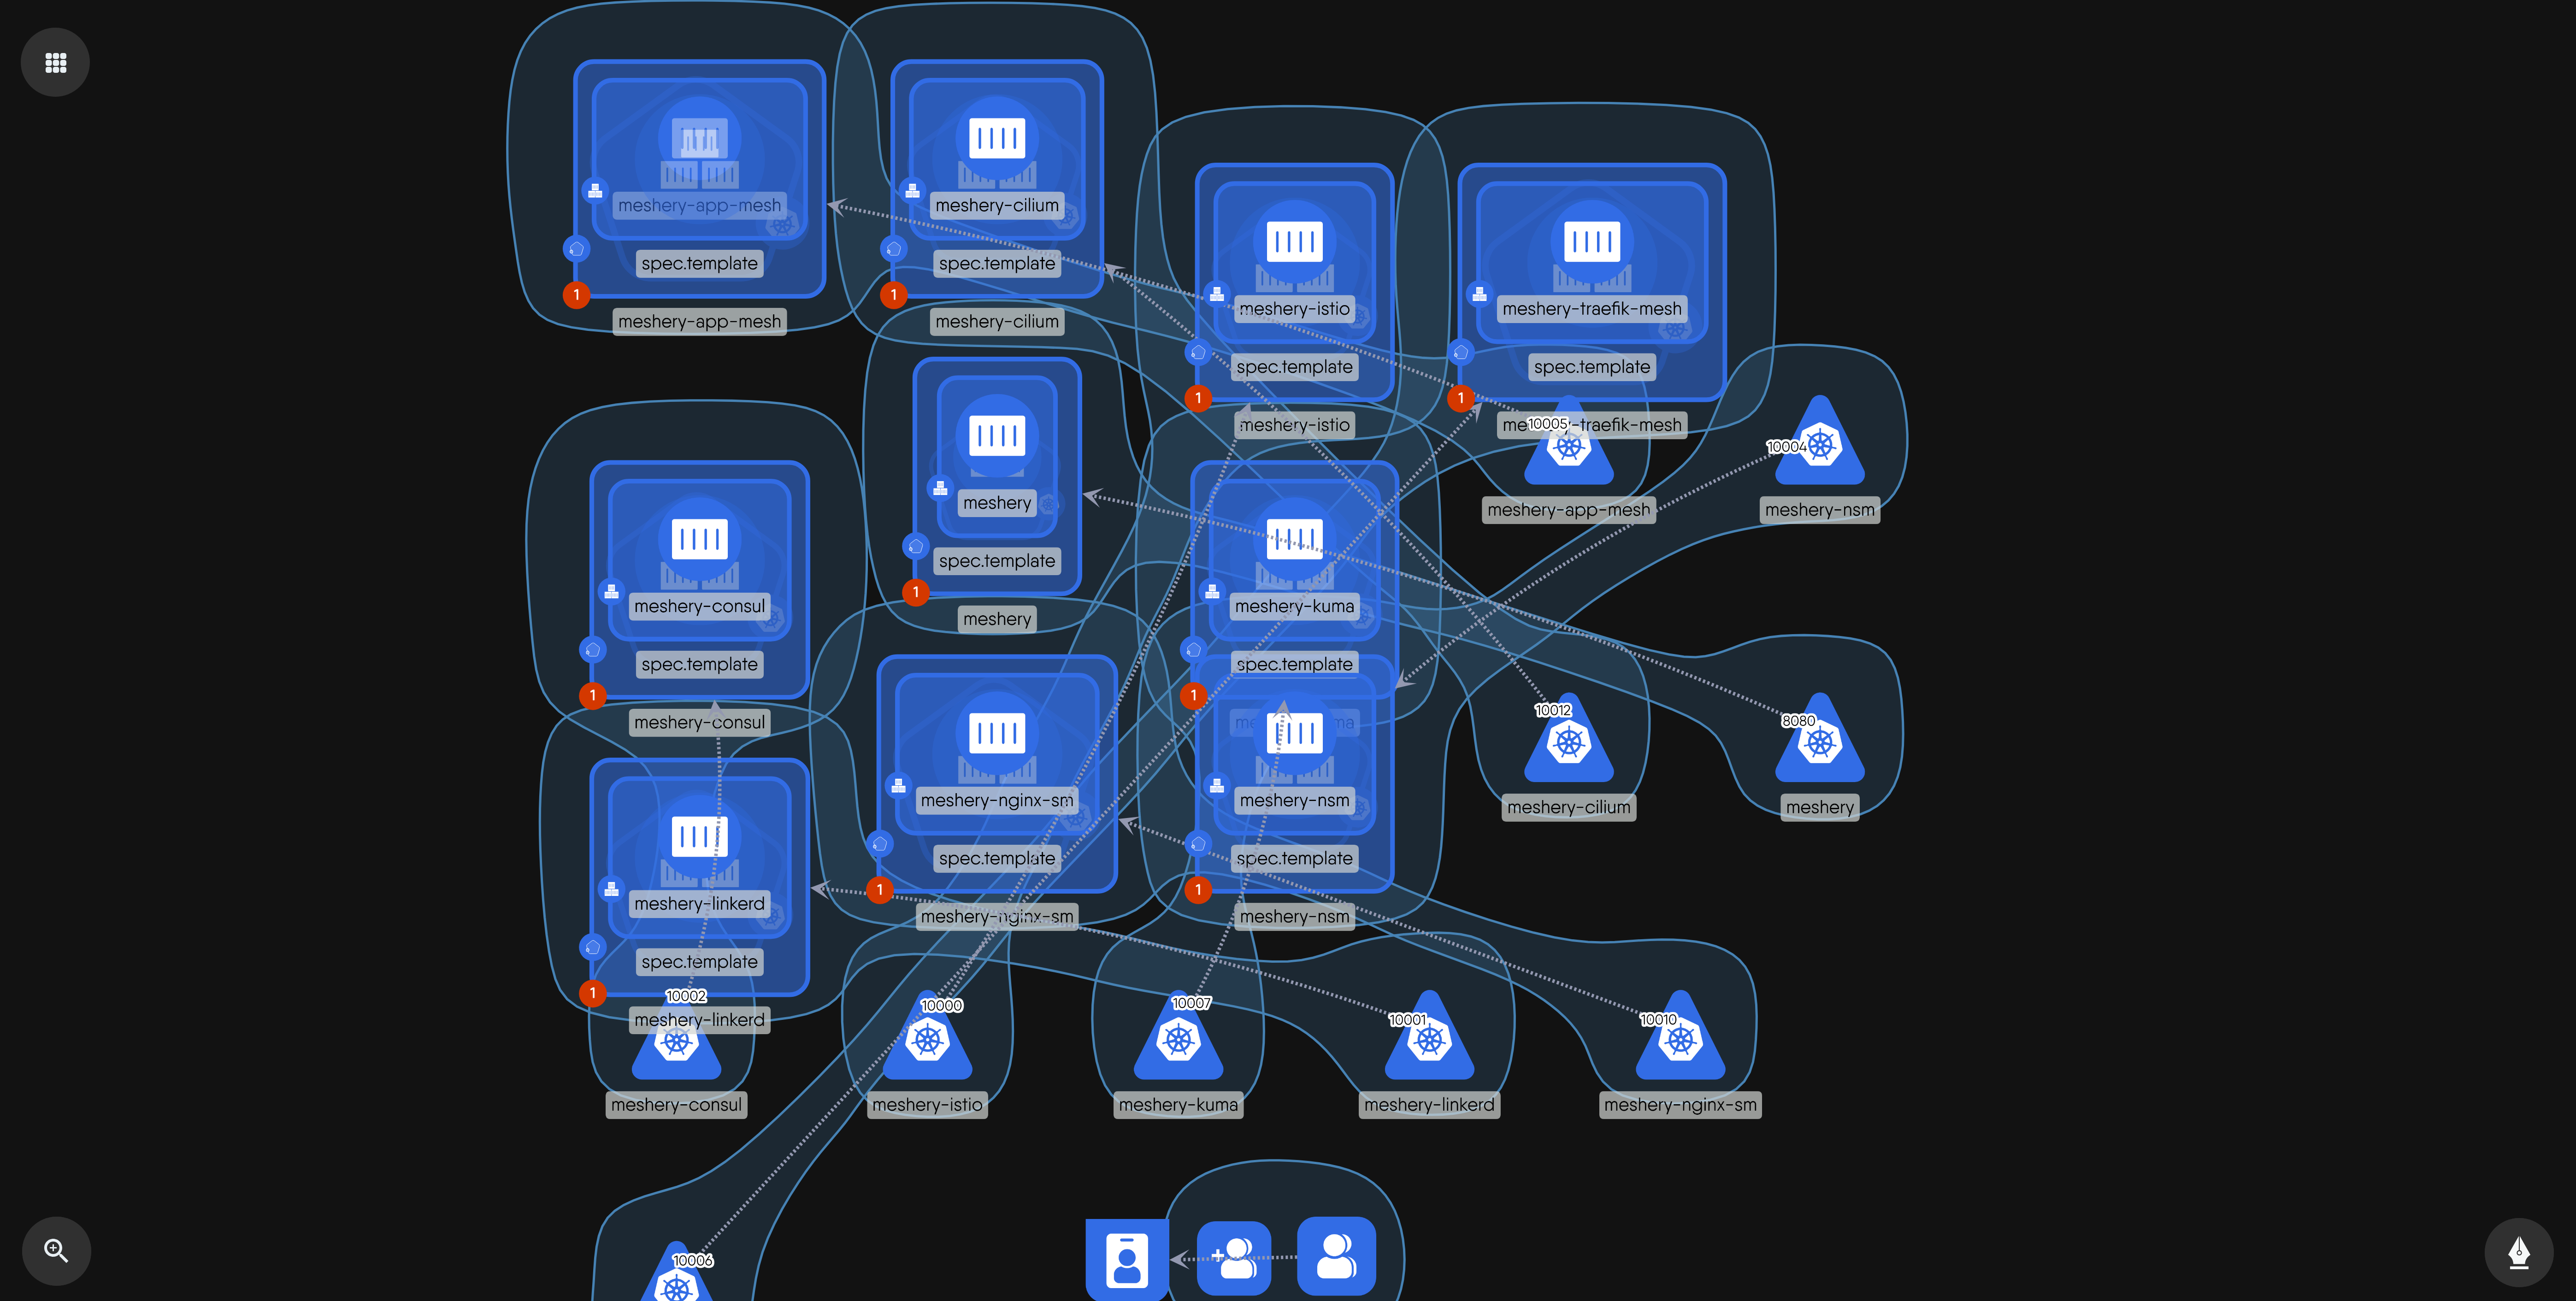 meshery-app-mesh
spec.template
1
meshery-app-mesh
meshery-cilium
spec.template
1
meshery-cilium
meshery-istio
spec.template
1
meshery-istio
meshery-traefik-mesh
spec.template
1
-traefik-mesh
10005
meshery-app-mesh
10004
meshery-nsm
meshery
spec.template
1
meshery
meshery-consul
spec.template
1
meshery-consul
meshery-kuma
spec.template
1
meshery-nsm
spec.template
1
meshery-nsm
meshery-nginx-sm
spec.template
1
meshery-nginx-sm
10012
meshery-cilium
8080
meshery
meshery-linkerd
spec.template
1
meshery-linkerd
10002
meshery-consul
10000
meshery-istio
10007
meshery-kuma
10001
meshery-linkerd
10010
meshery-nginx-sm
10006